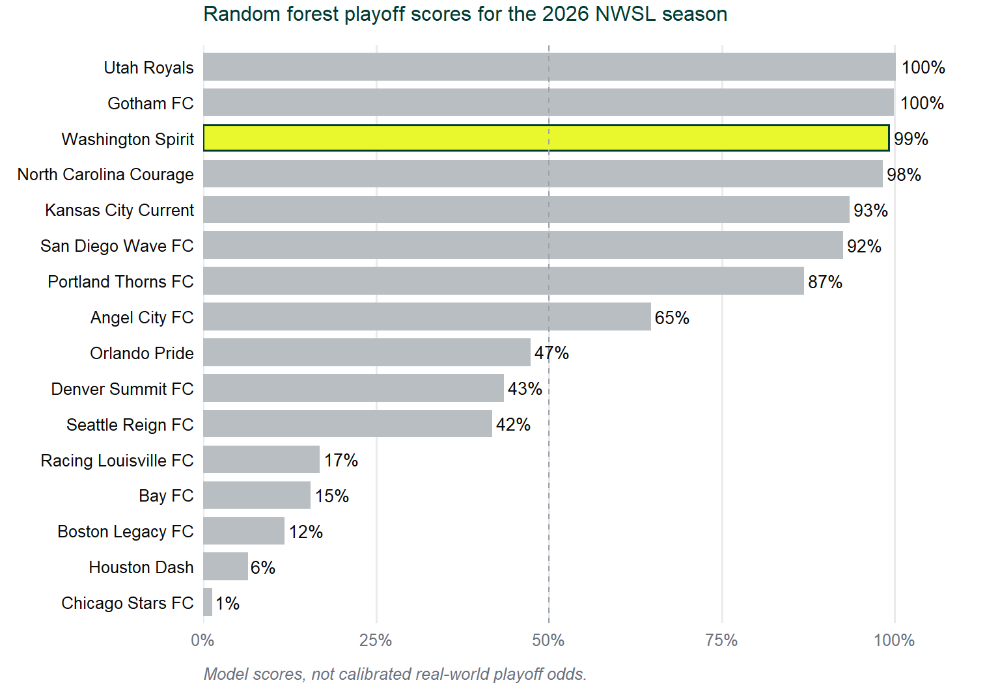 Random forest playoff scores for the 2026 NWSL season
Utah Royals 100%
Gotham FC 100%
Washington Spirit 99%
North Carolina Courage 98%
Kansas City Current 93%
San Diego Wave FC 92%
Portland Thorns FC 87%
Angel City FC 65%
Orlando Pride 47%
Denver Summit FC 43%
Seattle Reign FC 42%
Racing Louisville FC 17%
Bay FC 15%
Boston Legacy FC 12%
Houston Dash 6%
Chicago Stars FC 1%
0% 25% 50% 75% 100%
Model scores, not calibrated real-world playoff odds.